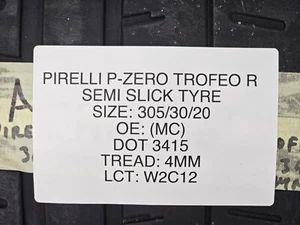 PIRELLI P-ZERO TROFEO R
SEMI SLICK TYRE
SIZE: 305/30/20
OE: (MC)
DOT 3415
TREAD: 4MM
LCT: W2C12
A